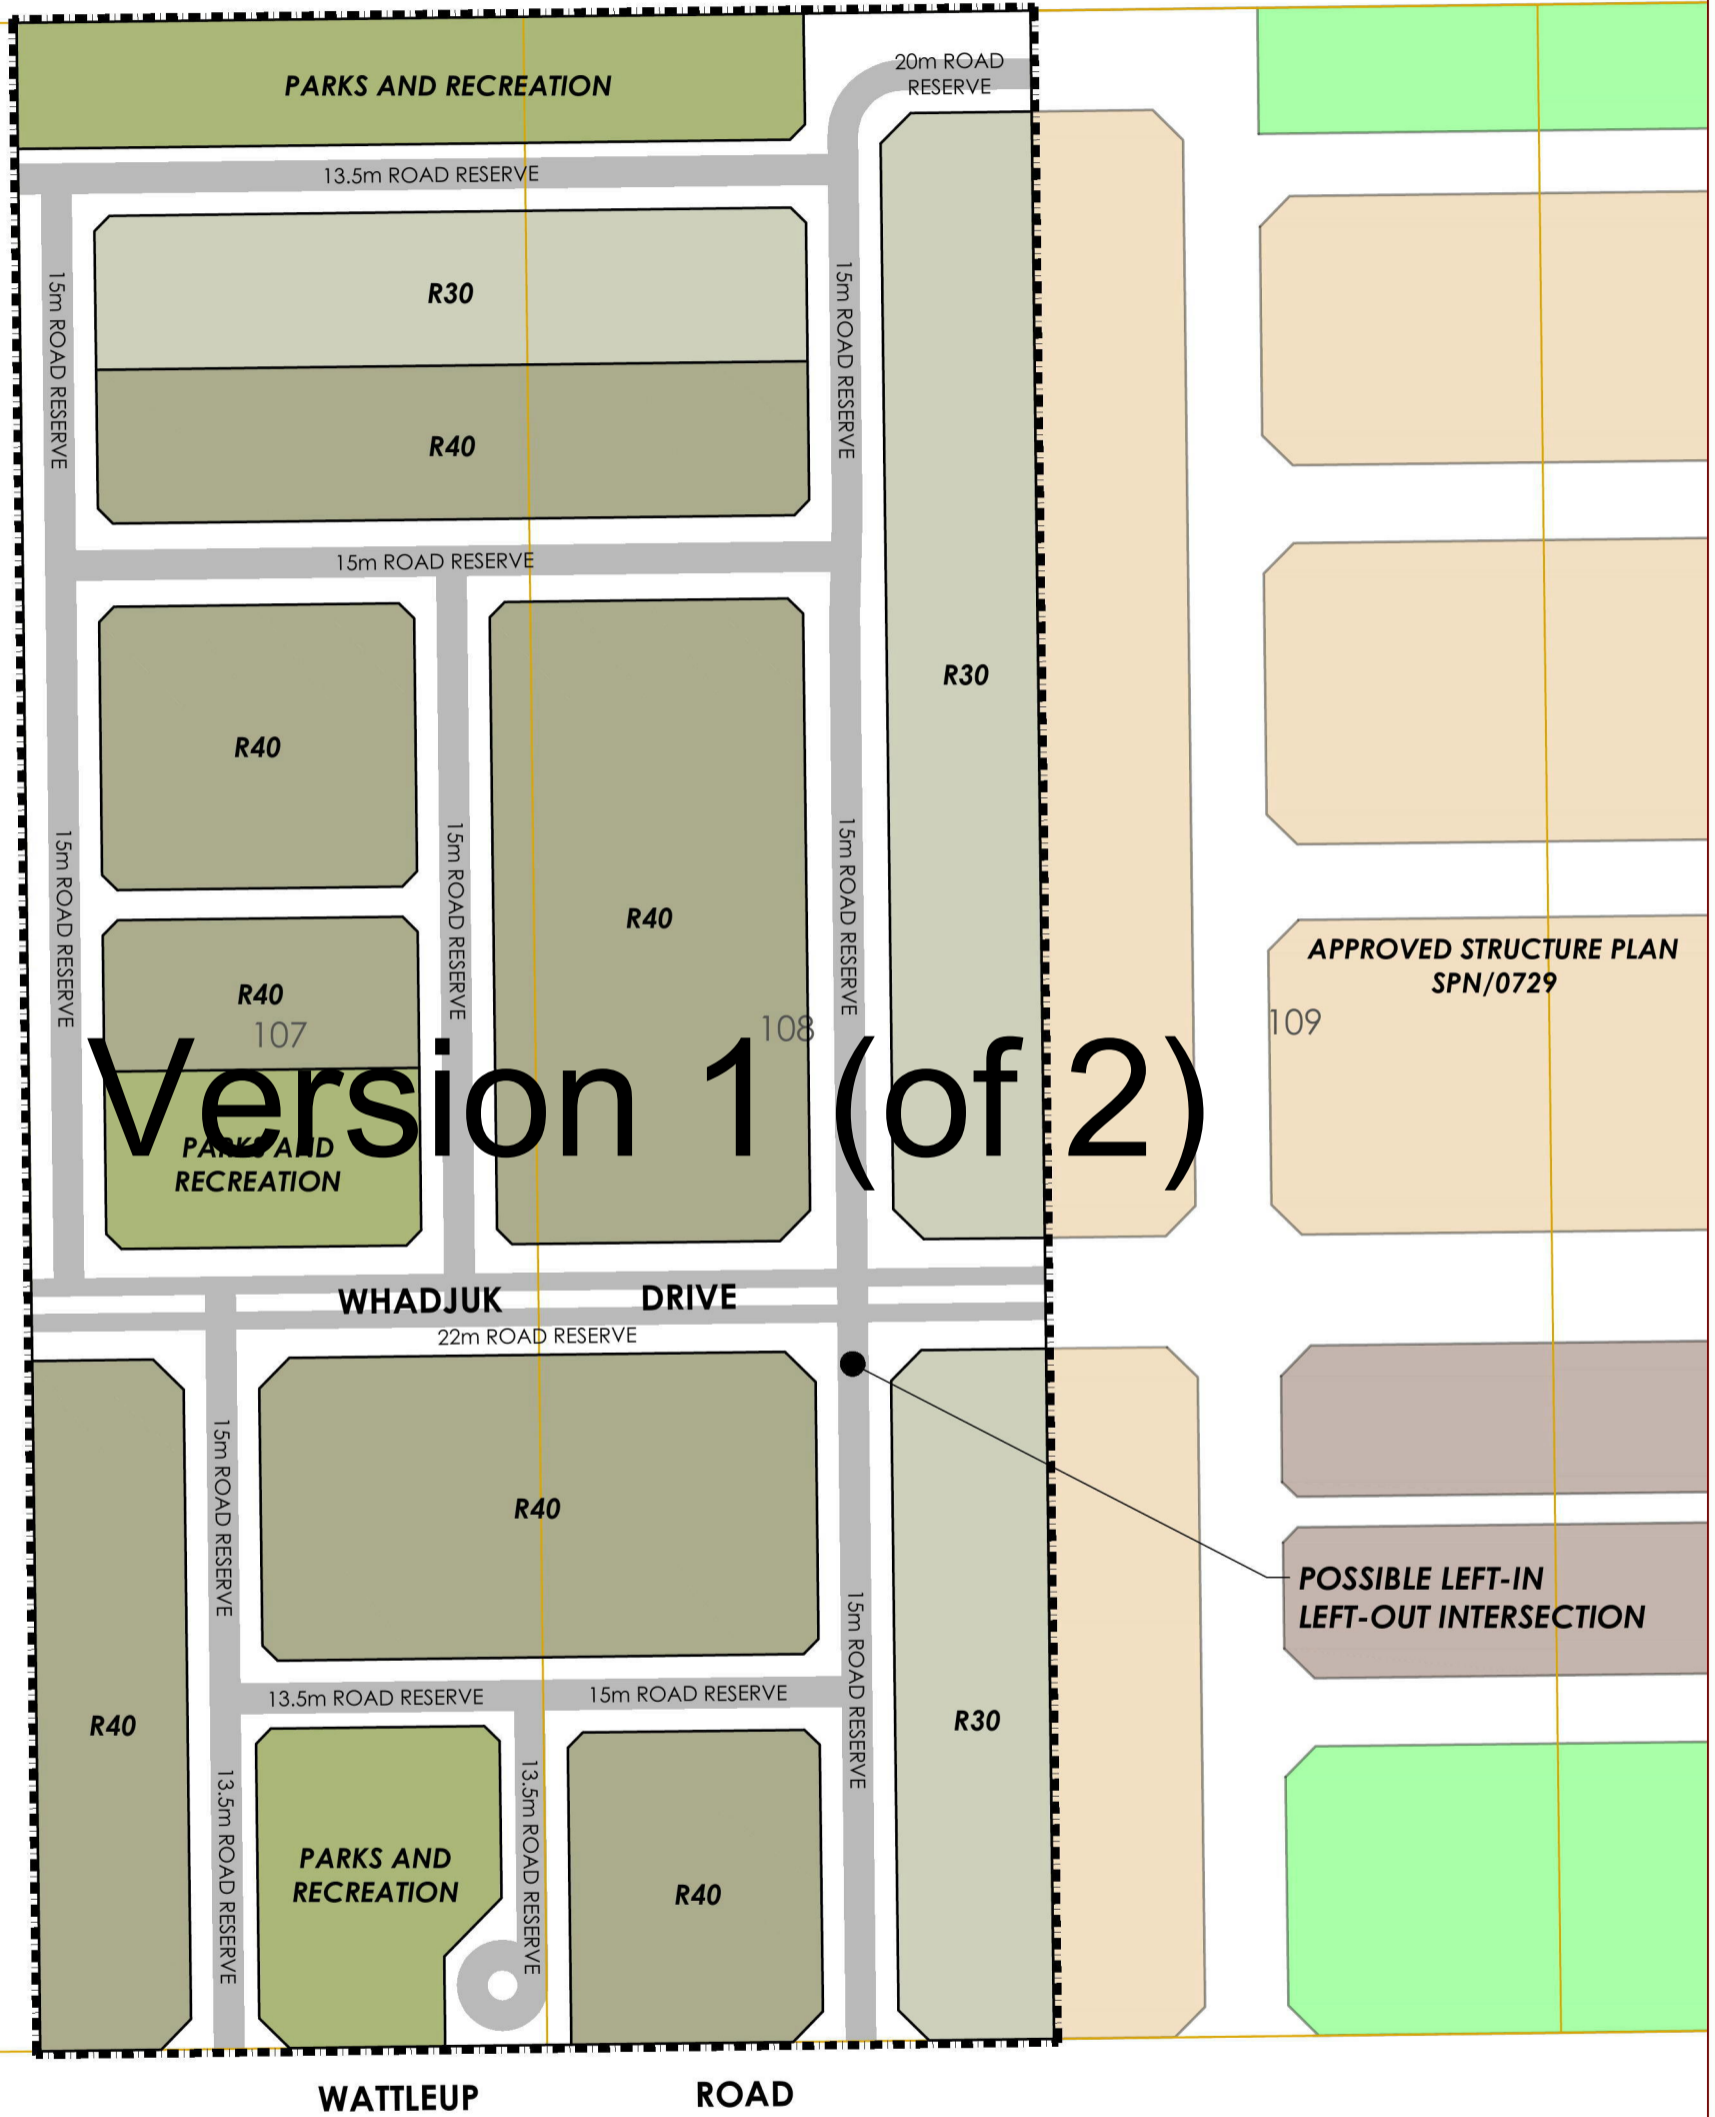 20m ROAD
RESERVE
PARKS AND RECREATION
13.5m ROAD RESERVE
15m ROAD RESERVE
R30
15m ROAD RESERVE
R40
15m ROAD RESERVE
R30
R40
15m ROAD RESERVE
15m ROAD RESERVE
R40
15m ROAD RESERVE
APPROVED STRUCTURE PLAN
SPN/0729
R40
107
108
109
Version 1 (of 2)
PARKS AND
RECREATION
WHADJUK DRIVE
22m ROAD RESERVE
15m ROAD RESERVE
R40
POSSIBLE LEFT-IN
LEFT-OUT INTERSECTION
15m ROAD RESERVE
13.5m ROAD RESERVE
15m ROAD RESERVE
R40
R30
13.5m ROAD RESERVE
13.5m ROAD RESERVE
PARKS AND
RECREATION
R40
WATTLEUP ROAD